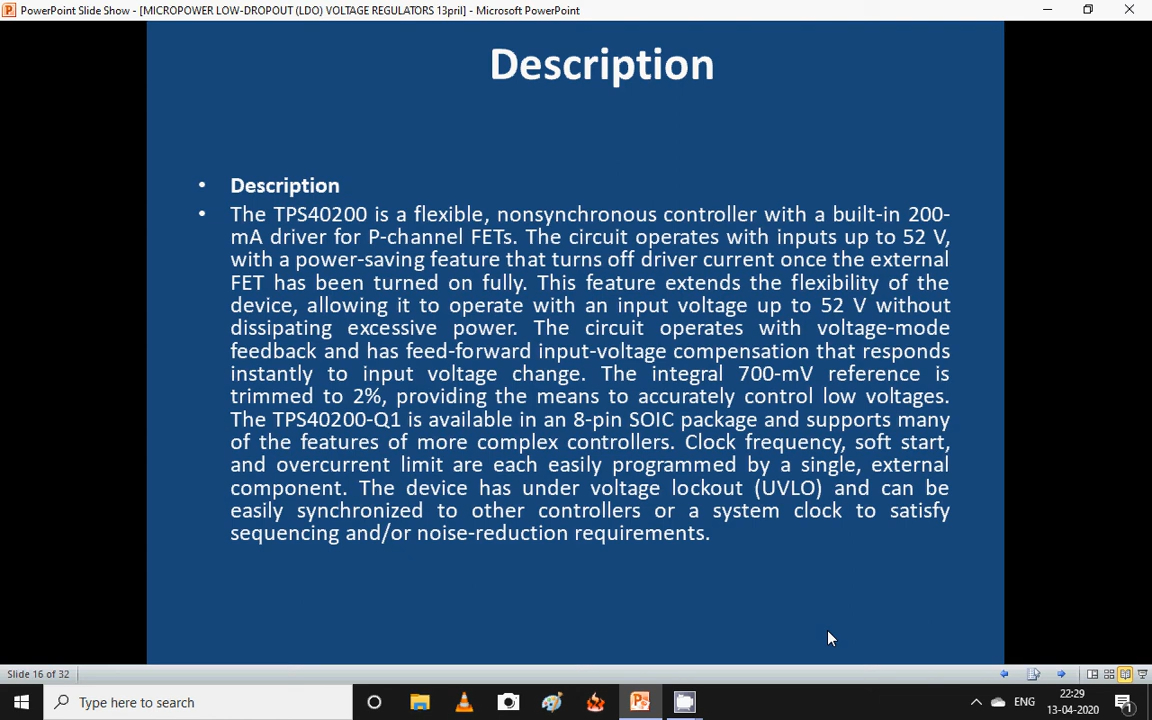 PowerPoint Slide Show - [MICROPOWER LOW-DROPOUT (LDO) VOLTAGE REGULATORS 13pril] - Microsoft PowerPoint
Description
• Description
• The TPS40200 is a flexible, nonsynchronous controller with a built-in 200-
mA driver for P-channel FETs. The circuit operates with inputs up to 52 V,
with a power-saving feature that turns off driver current once the external
FET has been turned on fully. This feature extends the flexibility of the
device, allowing it to operate with an input voltage up to 52 V without
dissipating excessive power. The circuit operates with voltage-mode
feedback and has feed-forward input-voltage compensation that responds
instantly to input voltage change. The integral 700-mV reference is
trimmed to 2%, providing the means to accurately control low voltages.
The TPS40200-Q1 is available in an 8-pin SOIC package and supports many
of the features of more complex controllers. Clock frequency, soft start,
and overcurrent limit are each easily programmed by a single, external
component. The device has under voltage lockout (UVLO) and can be
easily synchronized to other controllers or a system clock to satisfy
sequencing and/or noise-reduction requirements.
Slide 16 of 32
Type here to search
ENG
22:29
13-04-2020
1